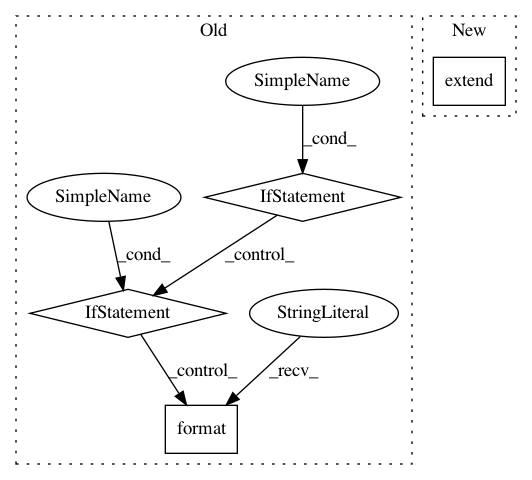 Old
New
SimpleName
extend
_cond_
SimpleName
IfStatement
_cond_
_control_
IfStatement
StringLiteral
_control_
_recv_
format